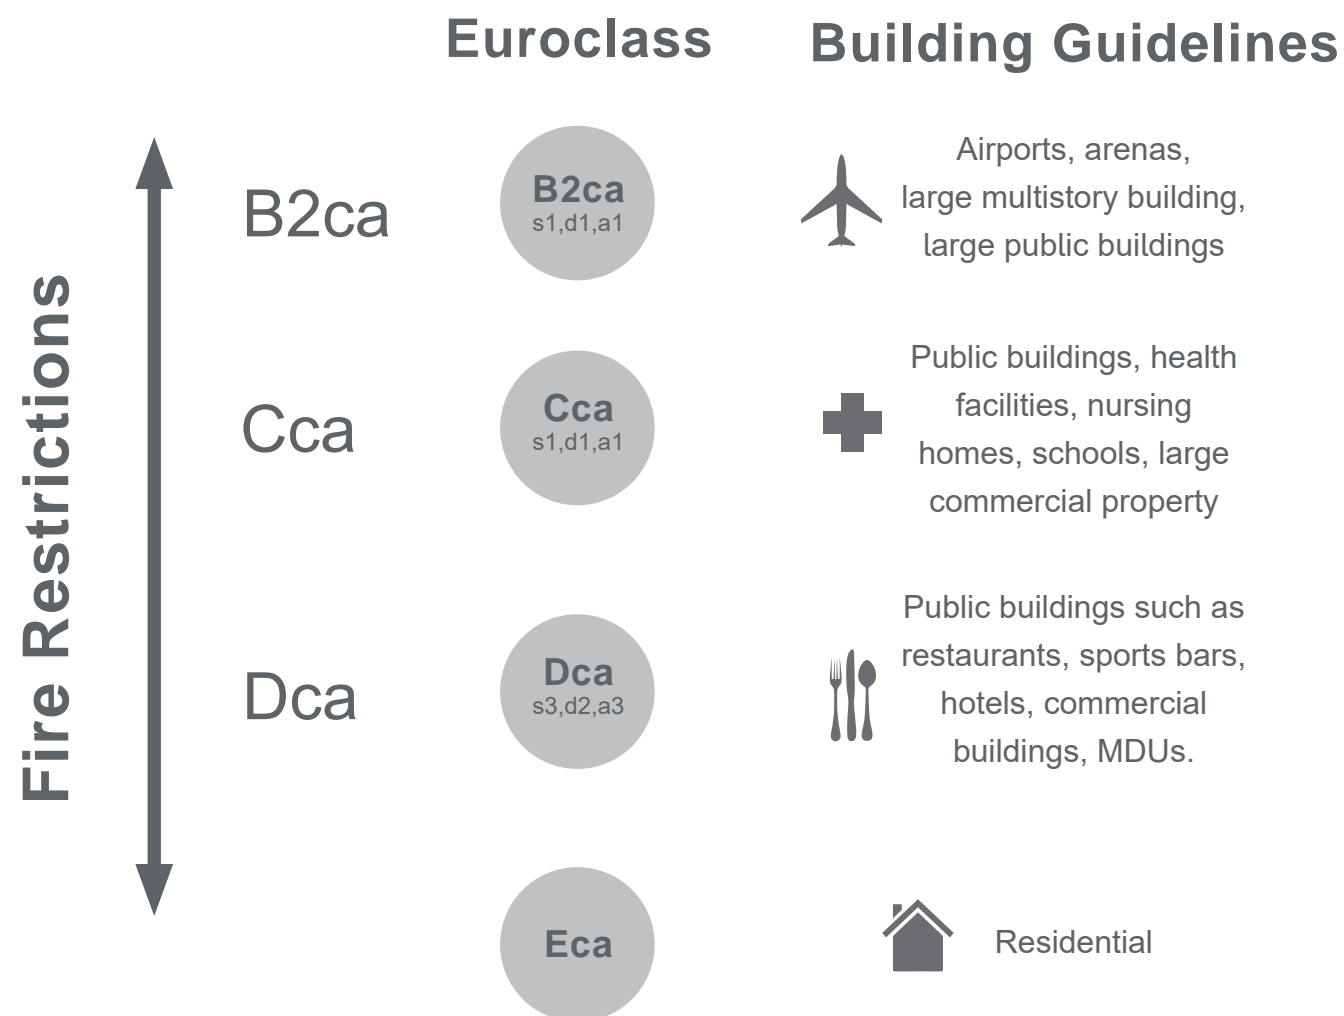 Euroclass
Building Guidelines
Fire Restrictions
B2ca
B2ca
s1,d1,a1
Airports, arenas,
large multistory building,
large public buildings
Cca
Cca
s1,d1,a1
Public buildings, health
facilities, nursing
homes, schools, large
commercial property
Dca
Dca
s3,d2,a3
Public buildings such as
restaurants, sports bars,
hotels, commercial
buildings, MDUs.
Eca
Residential